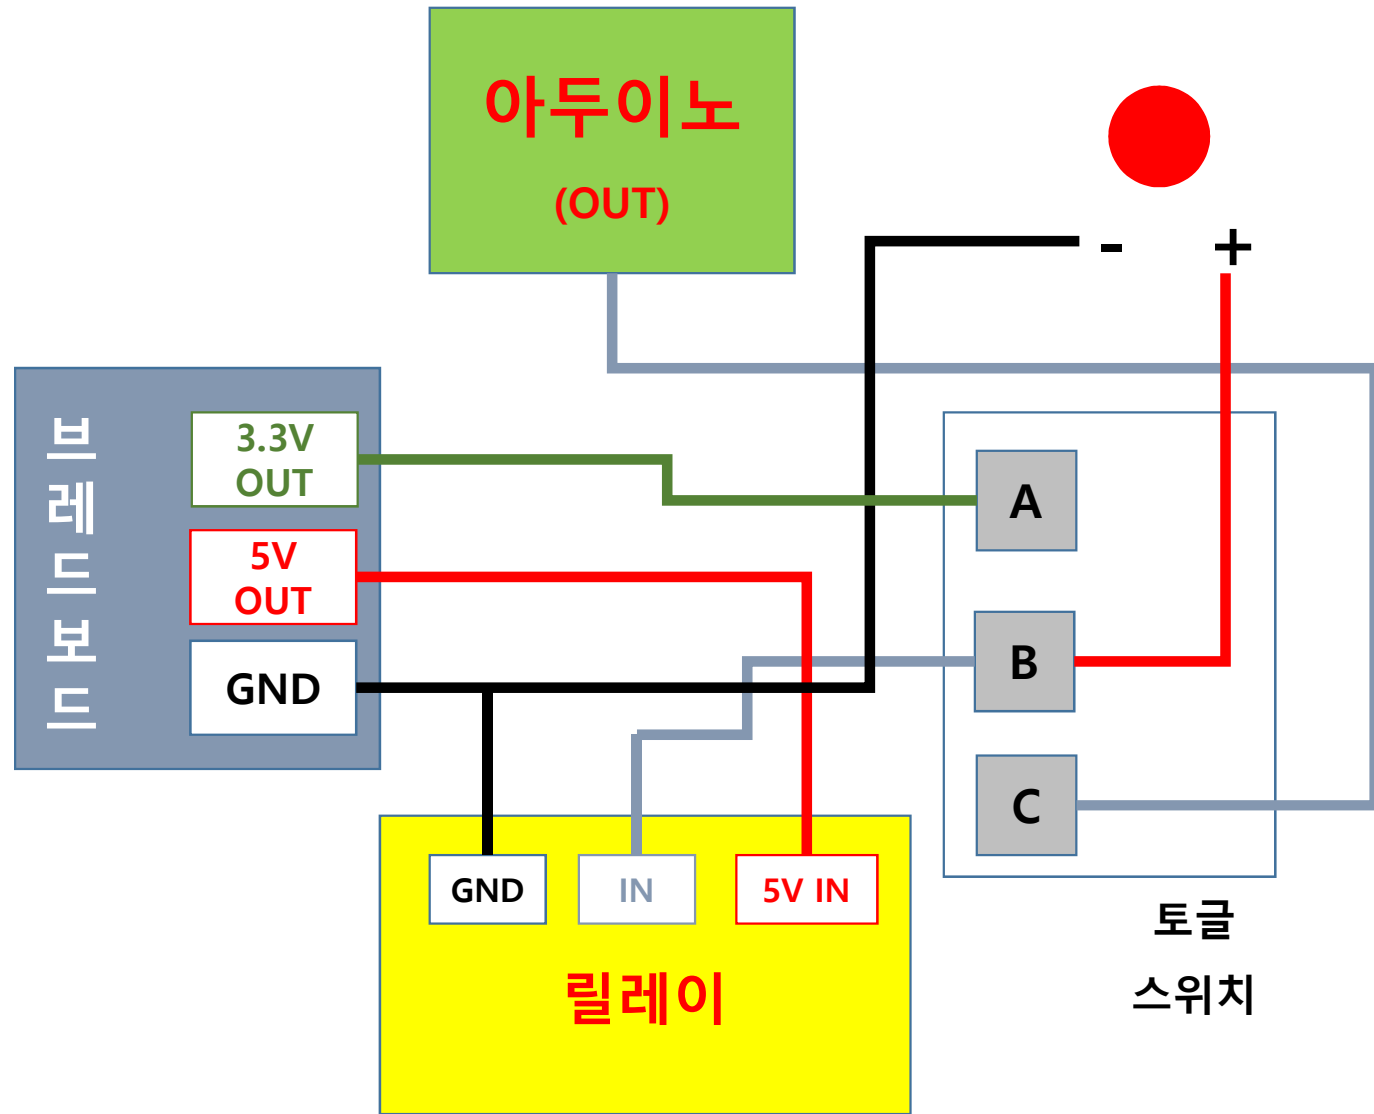 아두이노
(OUT)
- +
브레드보드
3.3V
OUT
5V
OUT
GND
A
B
C
GND
IN
5V IN
릴레이
토글
스위치